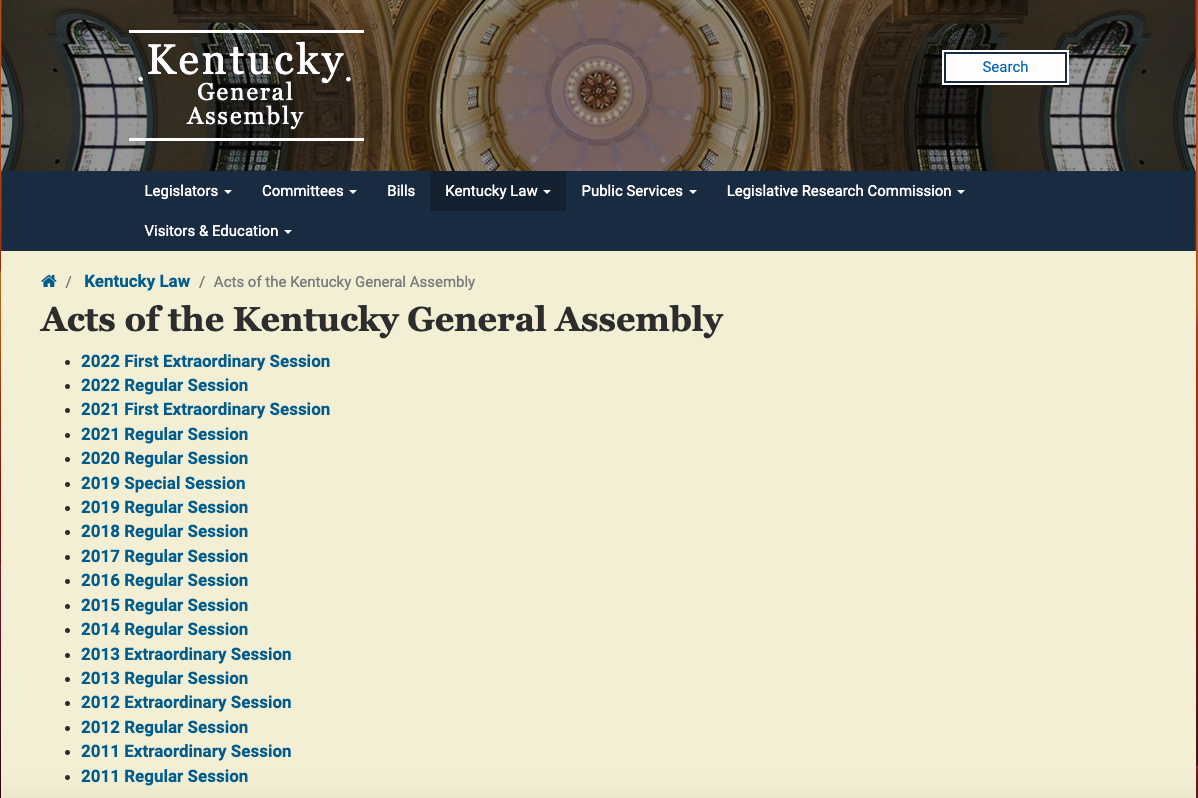 Kentucky
General
Assembly
Search
Legislators Committees Bills Kentucky Law Public Services Legislative Research Commission
Visitors & Education
/ Kentucky Law / Acts of the Kentucky General Assembly
Acts of the Kentucky General Assembly
• 2022 First Extraordinary Session
• 2022 Regular Session
• 2021 First Extraordinary Session
• 2021 Regular Session
• 2020 Regular Session
• 2019 Special Session
• 2019 Regular Session
• 2018 Regular Session
• 2017 Regular Session
• 2016 Regular Session
• 2015 Regular Session
• 2014 Regular Session
• 2013 Extraordinary Session
• 2013 Regular Session
• 2012 Extraordinary Session
• 2012 Regular Session
• 2011 Extraordinary Session
• 2011 Regular Session